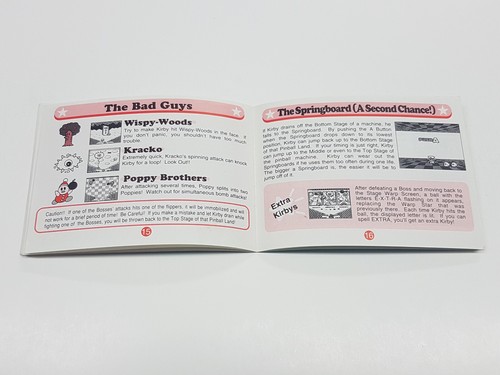 The Bad Guys
Wispy-Woods
Try to make Kirby hit Wispy-Woods in the face. If
you don't panic, you shouldn't have too much
trouble.
Kracko
Extremely quick, Kracko's spinning attack can knock
Kirby for a loop! Look Out!
Poppy Brothers
After attacking several times, Poppy splits into two
Poppies! Watch out for simultaneous bomb attacks!
Caution!! If one of the Bosses' attacks hits one of the flippers, it will be immobilized and will
not work for a brief period of time! Be Careful! If you make a mistake and let Kirby drain while
fighting one of the Bosses, you will be thrown back to the Top Stage of that Pinball Land!
15
The Springboard (A Second Chance!)
If Kirby drains off the Bottom Stage of a machine, he
falls to the Springboard. By pushing the A Button
when the Springboard drops down to its lowest
position, Kirby can jump back up to the Bottom Stage
of that Pinball Land. If your timing is just right, Kirby
can jump up to the Middle or even to the Top Stage of
the pinball machine. Kirby can wear out the
Springboards if he uses them too often during one life.
The bigger a Springboard is, the easier it will be to
jump off of it.
Extra
Kirbys
After defeating a Boss and moving back to
the Stage Warp Screen, a ball with the
letters E-X-T-R-A flashing on it appears,
replacing the Warp Star that was
previously there. Each time Kirby hits the
ball, the displayed letter is lit. If you can
spell EXTRA, you'll get an extra Kirby!
16